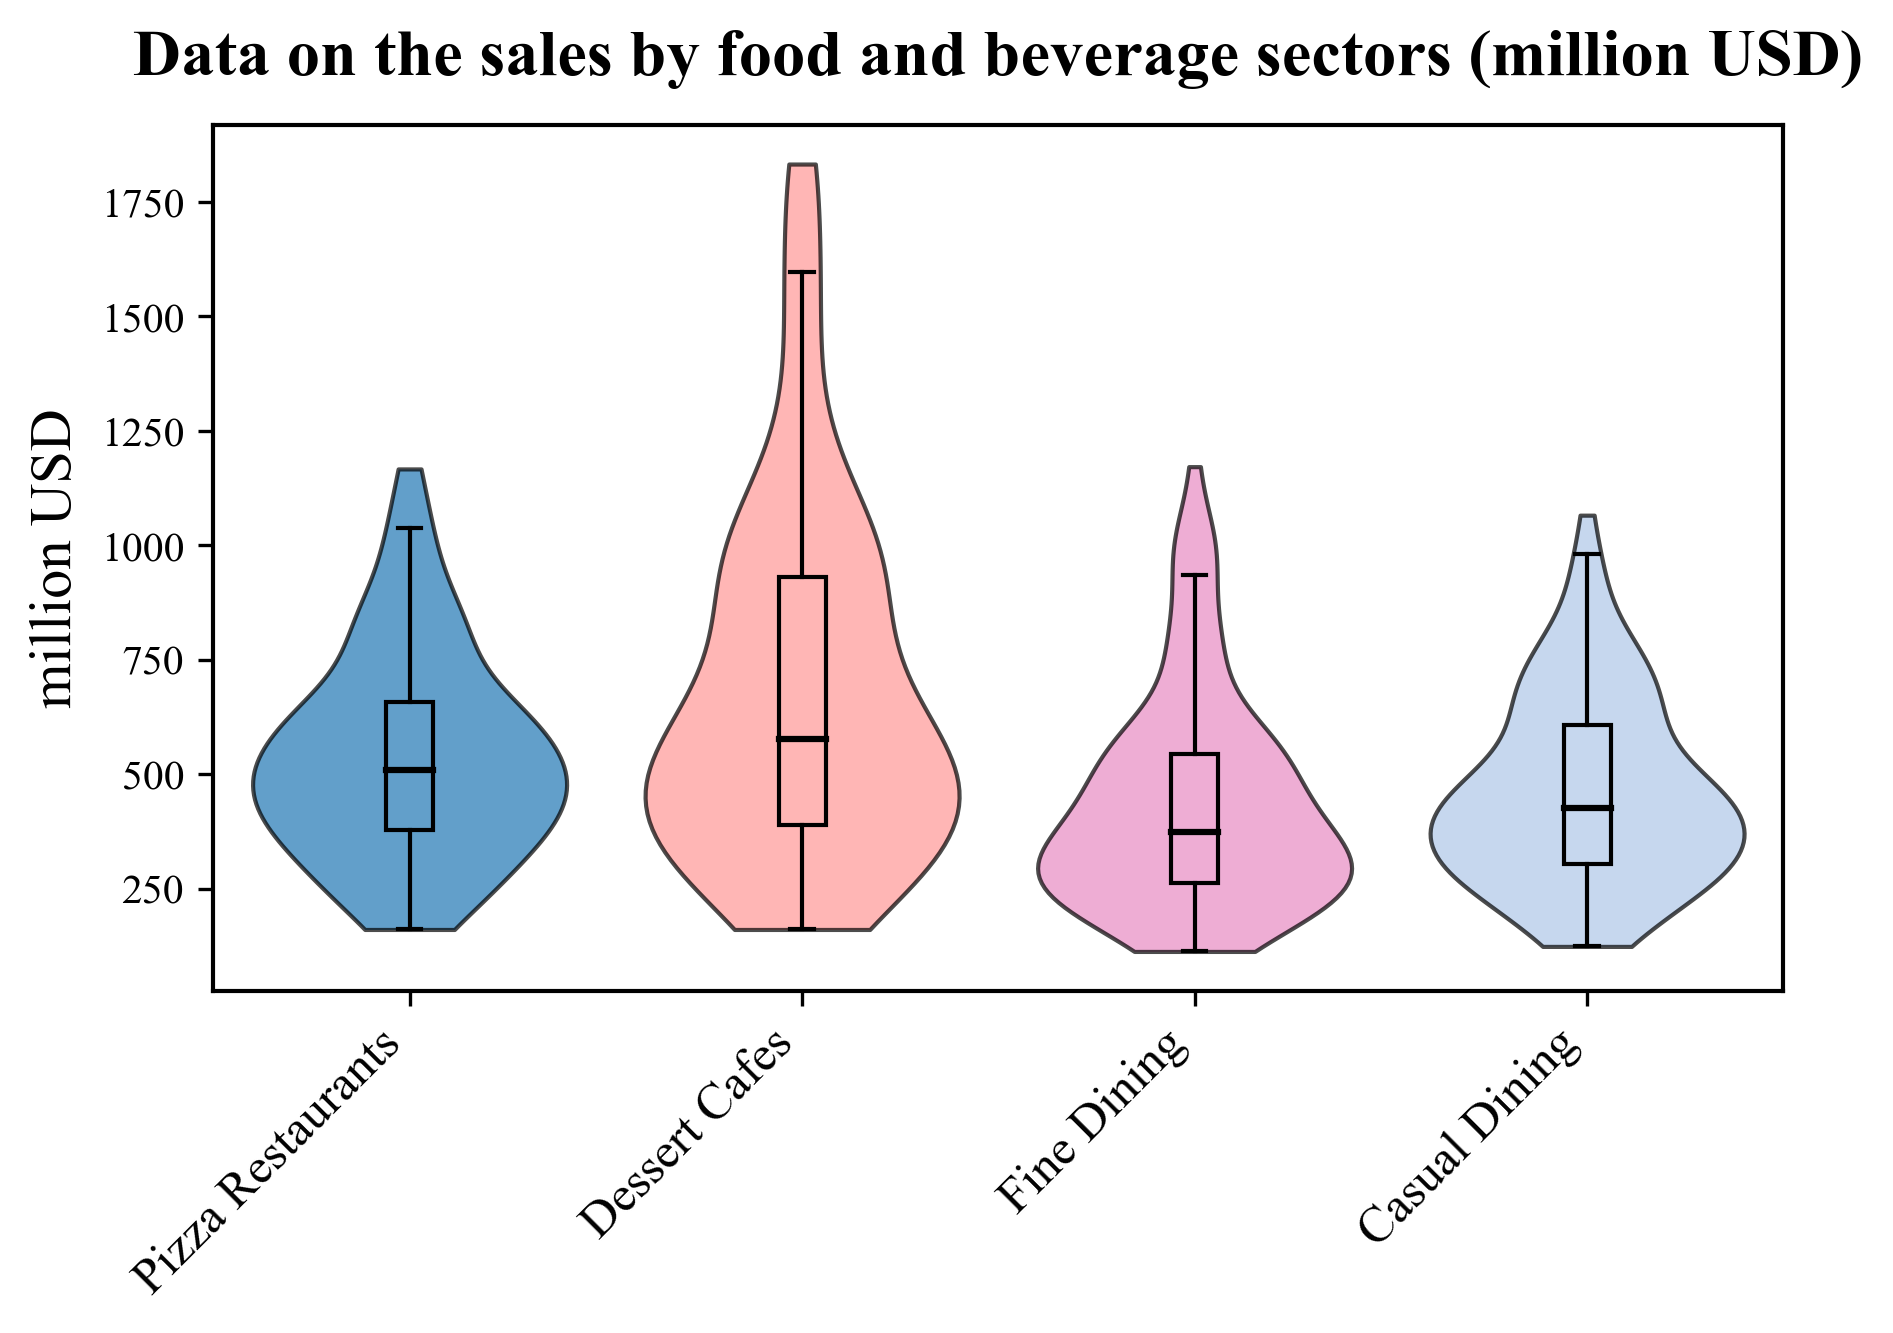 Data on the sales by food and beverage sectors (million USD)
million USD
1750
1500
1250
1000
750
500
250
Pizza Restaurants
Dessert Cafes
Fine Dining
Casual Dining